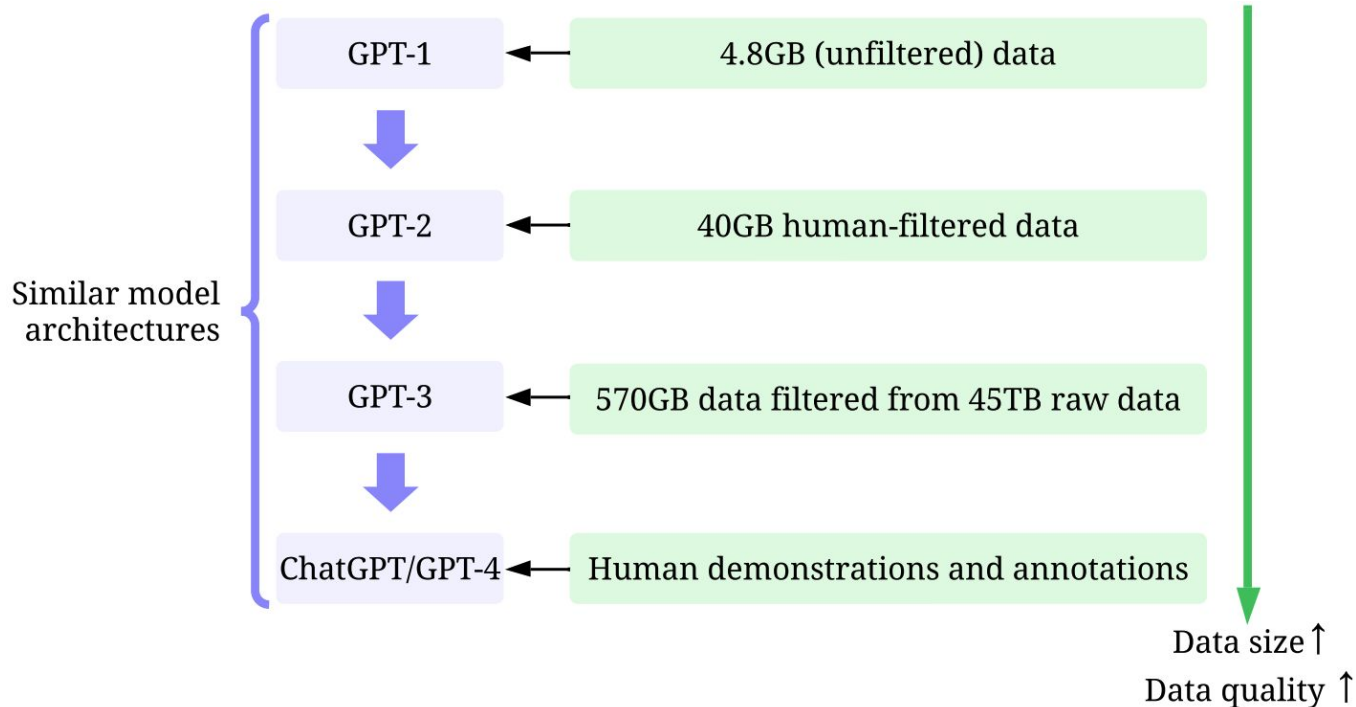 GPT-1
4.8GB (unfiltered) data
GPT-2
40GB human-filtered data
Similar model
architectures
GPT-3
570GB data filtered from 45TB raw data
ChatGPT/GPT-4
Human demonstrations and annotations
Data size↑
Data quality ↑